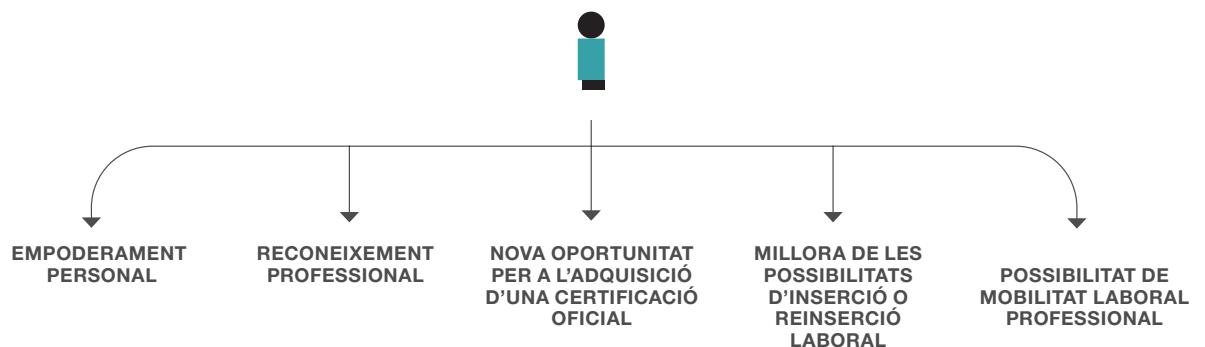 EMPODERAMENT
PERSONAL
RECONEIXEMENT
PROFESSIONAL
NOVA OPORTUNITAT
PER A L’ADQUISICIÓ
D’UNA CERTIFICACIÓ
OFICIAL
MILLORA DE LES
POSSIBILITATS
D’INSERCIÓ O
REINSERCIÓ
LABORAL
POSSIBILITAT DE
MOBILITAT LABORAL
PROFESSIONAL